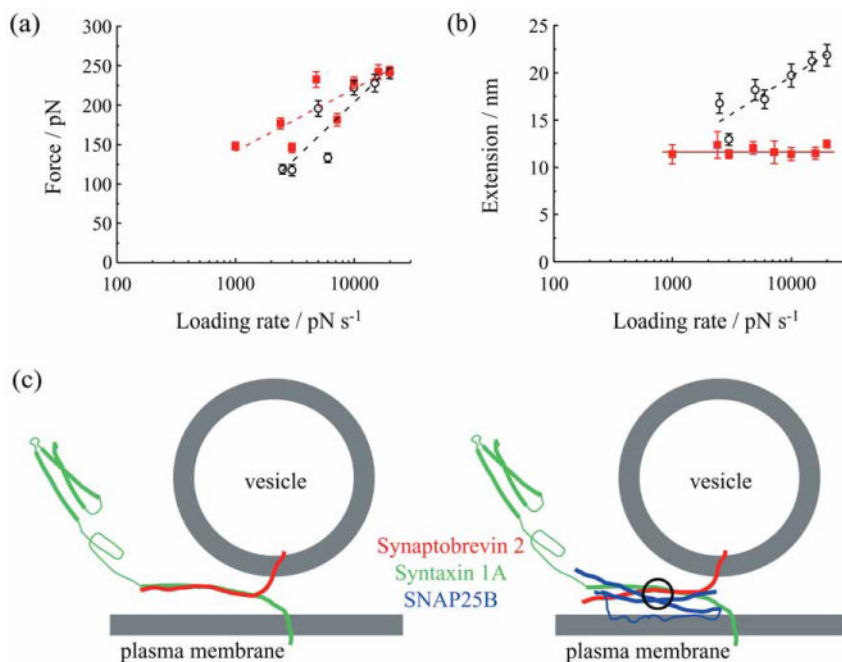 (a)
300
250
200
150
100
50
0
Force / pN
100
1000
10000
Loading rate / pN s⁻¹
(b)
25
20
15
10
5
0
Extension / nm
100
1000
10000
Loading rate / pN s⁻¹
(c)
vesicle
plasma membrane
Synaptobrevin 2
Syntaxin 1A
SNAP25B
vesicle
plasma membrane